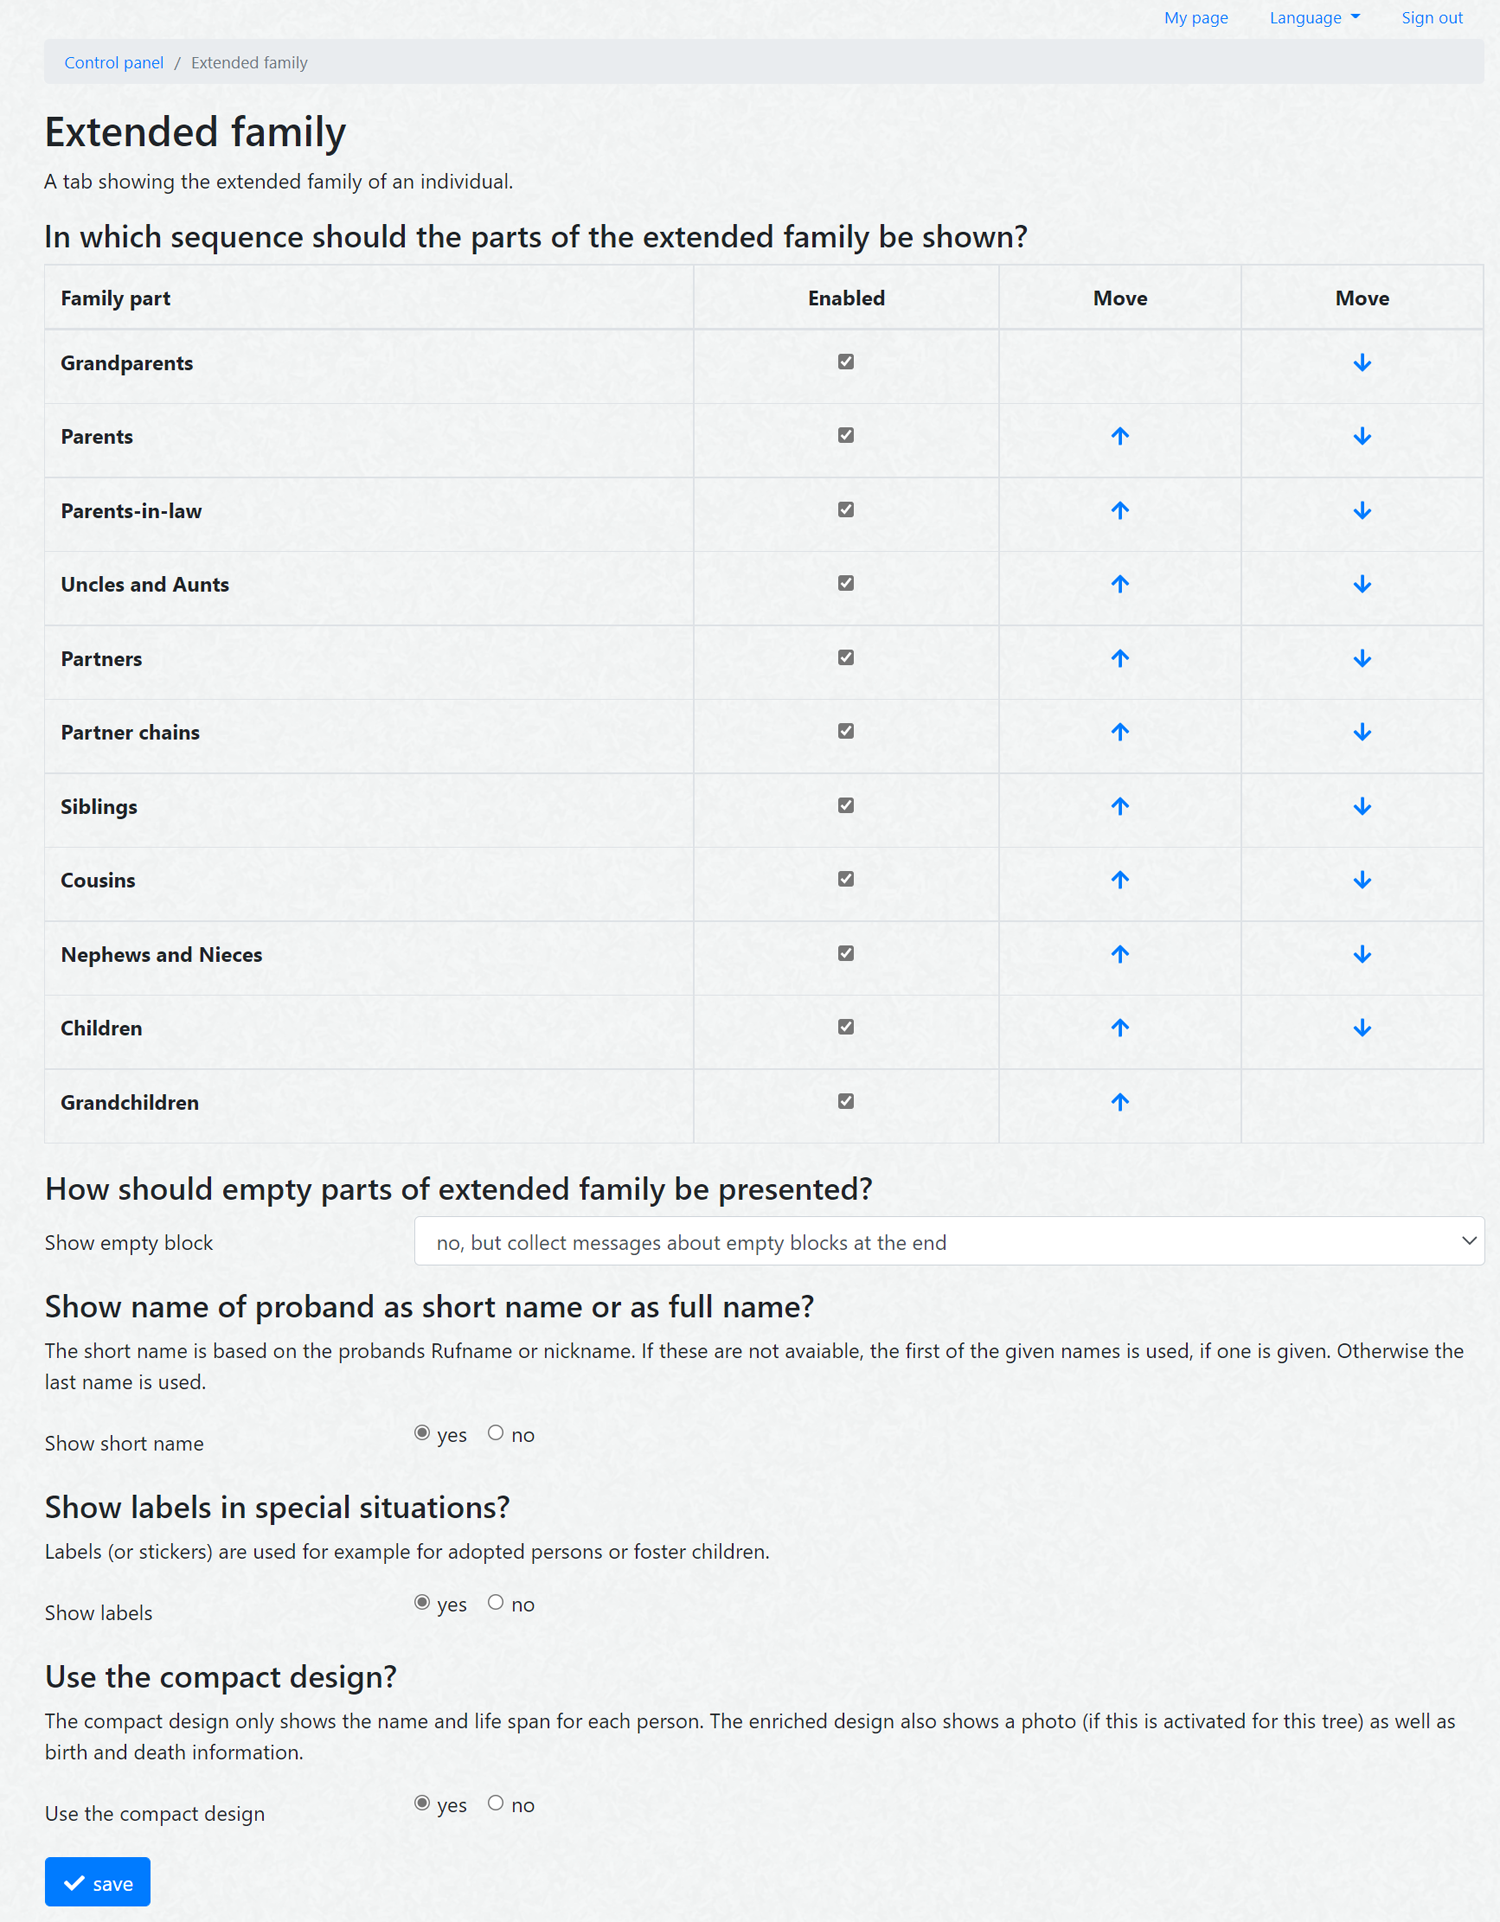 My page Language Sign out
Control panel / Extended family
Extended family
A tab showing the extended family of an individual.
In which sequence should the parts of the extended family be shown?
Family part Enabled Move Move
Grandparents
Parents
Parents-in-law
Uncles and Aunts
Partners
Partner chains
Siblings
Cousins
Nephews and Nieces
Children
Grandchildren
How should empty parts of extended family be presented?
Show empty block no, but collect messages about empty blocks at the end
Show name of proband as short name or as full name?
The short name is based on the probands Rufname or nickname. If these are not avaiable, the first of the given names is used, if one is given. Otherwise the
last name is used.
Show short name yes no
Show labels in special situations?
Labels (or stickers) are used for example for adopted persons or foster children.
Show labels yes no
Use the compact design?
The compact design only shows the name and life span for each person. The enriched design also shows a photo (if this is activated for this tree) as well as
birth and death information.
Use the compact design yes no
save